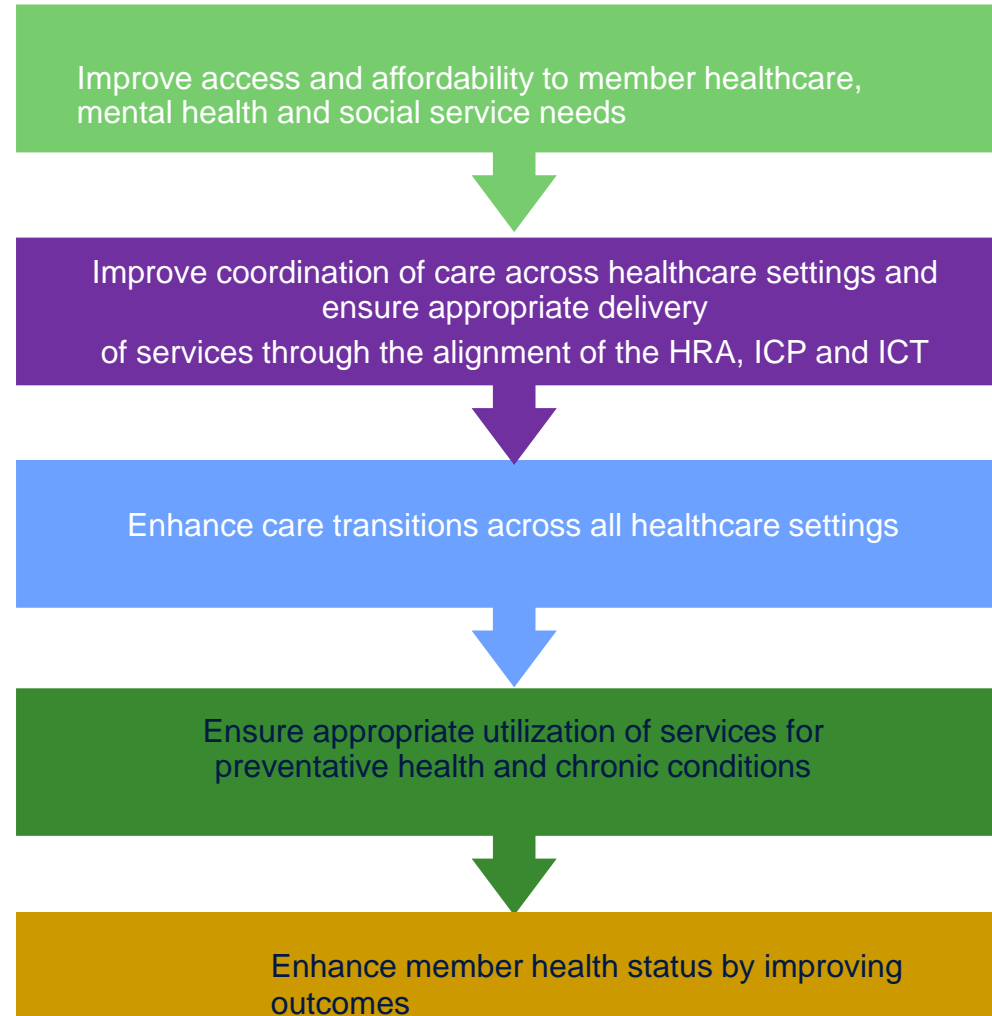 Improve access and affordability to member healthcare,
mental health and social service needs
Improve coordination of care across healthcare settings and
ensure appropriate delivery
of services through the alignment of the HRA, ICP and ICT
Enhance care transitions across all healthcare settings
Ensure appropriate utilization of services for
preventative health and chronic conditions
Enhance member health status by improving
outcomes